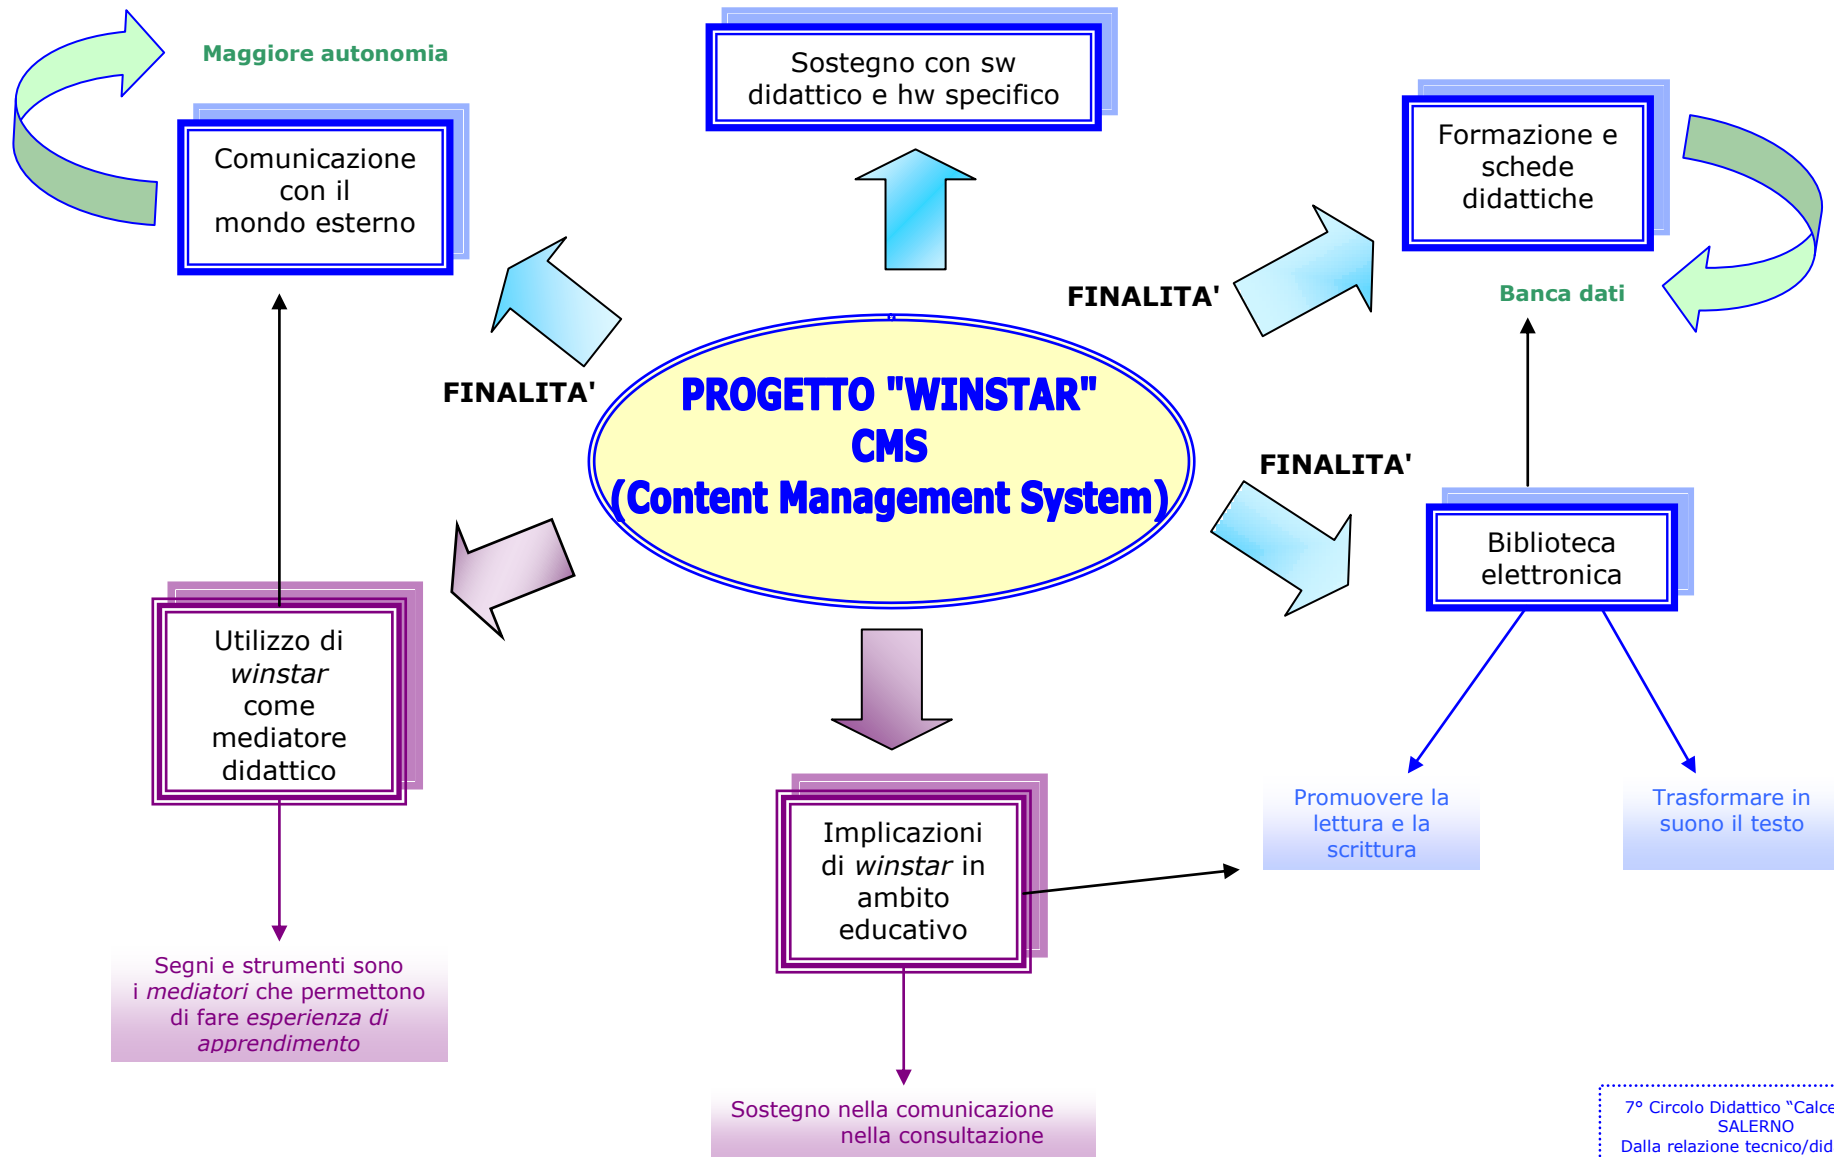 Maggiore autonomia
Sostegno con sw
didattico e hw specifico
Comunicazione
con il
mondo esterno
Formazione e
schede
didattiche
Banca dati
FINALITA'
FINALITA'
FINALITA'
PROGETTO "WINSTAR"
CMS
(Content Management System)
Biblioteca
elettronica
Utilizzo di
winstar
come
mediatore
didattico
Implicazioni
di winstar in
ambito
educativo
Promuovere la
lettura e la
scrittura
Trasformare in
suono il testo
Segni e strumenti sono
i mediatori che permettono
di fare esperienza di
apprendimento
Sostegno nella comunicazione
nella consultazione
7° Circolo Didattico
SALERNO
Dalla relazione